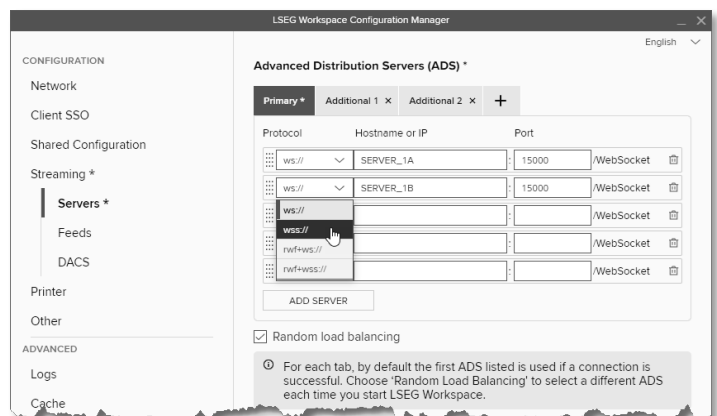 LSEG Workspace Configuration Manager
English
CONFIGURATION
Network
Client SSO
Shared Configuration
Streaming *
Servers *
Feeds
DACS
Printer
Other
ADVANCED
Logs
Cache
Advanced Distribution Servers (ADS) *
Primary * Additional 1 × Additional 2 × +
Protocol Hostname or IP Port
ws:// SERVER_1A : 15000 /WebSocket
ws:// SERVER_1B : 15000 /WebSocket
ws:// : /WebSocket
wss:// : /WebSocket
rwf+ws://
rwf+wss:// : /WebSocket
ADD SERVER
Random load balancing
For each tab, by default the first ADS listed is used if a connection is
successful. Choose 'Random Load Balancing' to select a different ADS
each time you start LSEG Workspace.